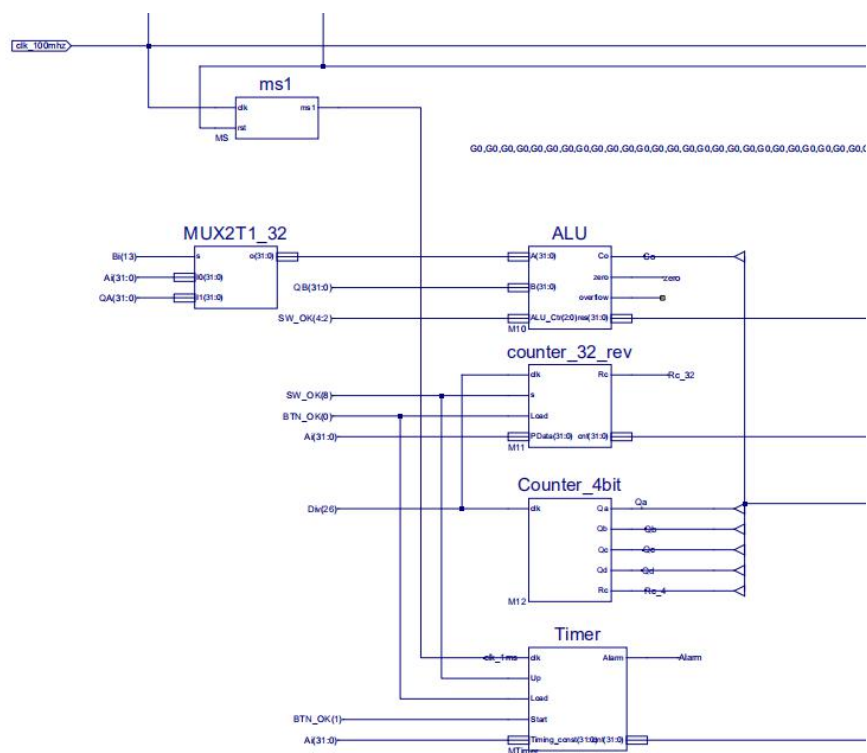 clk_100mhz
ms1
clk ms1
rst
MS
G0,G0,G0,G0,G0,G0,G0,G0,G0,G0,G0,G0,G0,G0,G0,G0,G0,G0,G0,G0,G0,G0,G0,G0,G0,G0
MUX2T1_32
Bi(13) s o(31:0)
Ai(31:0) I0(31:0)
QA(31:0) I1(31:0)
ALU
A(31:0) Co Co
zero zero
QB(31:0) B(31:0)
overflow
SW_OK(4:2) ALU_Ctr(2:0) res(31:0)
M10
counter_32_rev
clk Rc Rc_32
SW_OK(8) s
BTN_OK(0) Load
Ai(31:0) PData(31:0) cnt(31:0)
M11
Counter_4bit
Div(26) clk Qa Qa
Qb Qb
Qc Qc
Qd Qd
Rc Rc_4
M12
Timer
clk_1ms clk Alarm Alarm
Up
Load
BTN_OK(1) Start
Ai(31:0) Timing_const(31:0) cnt(31:0)
MTimer